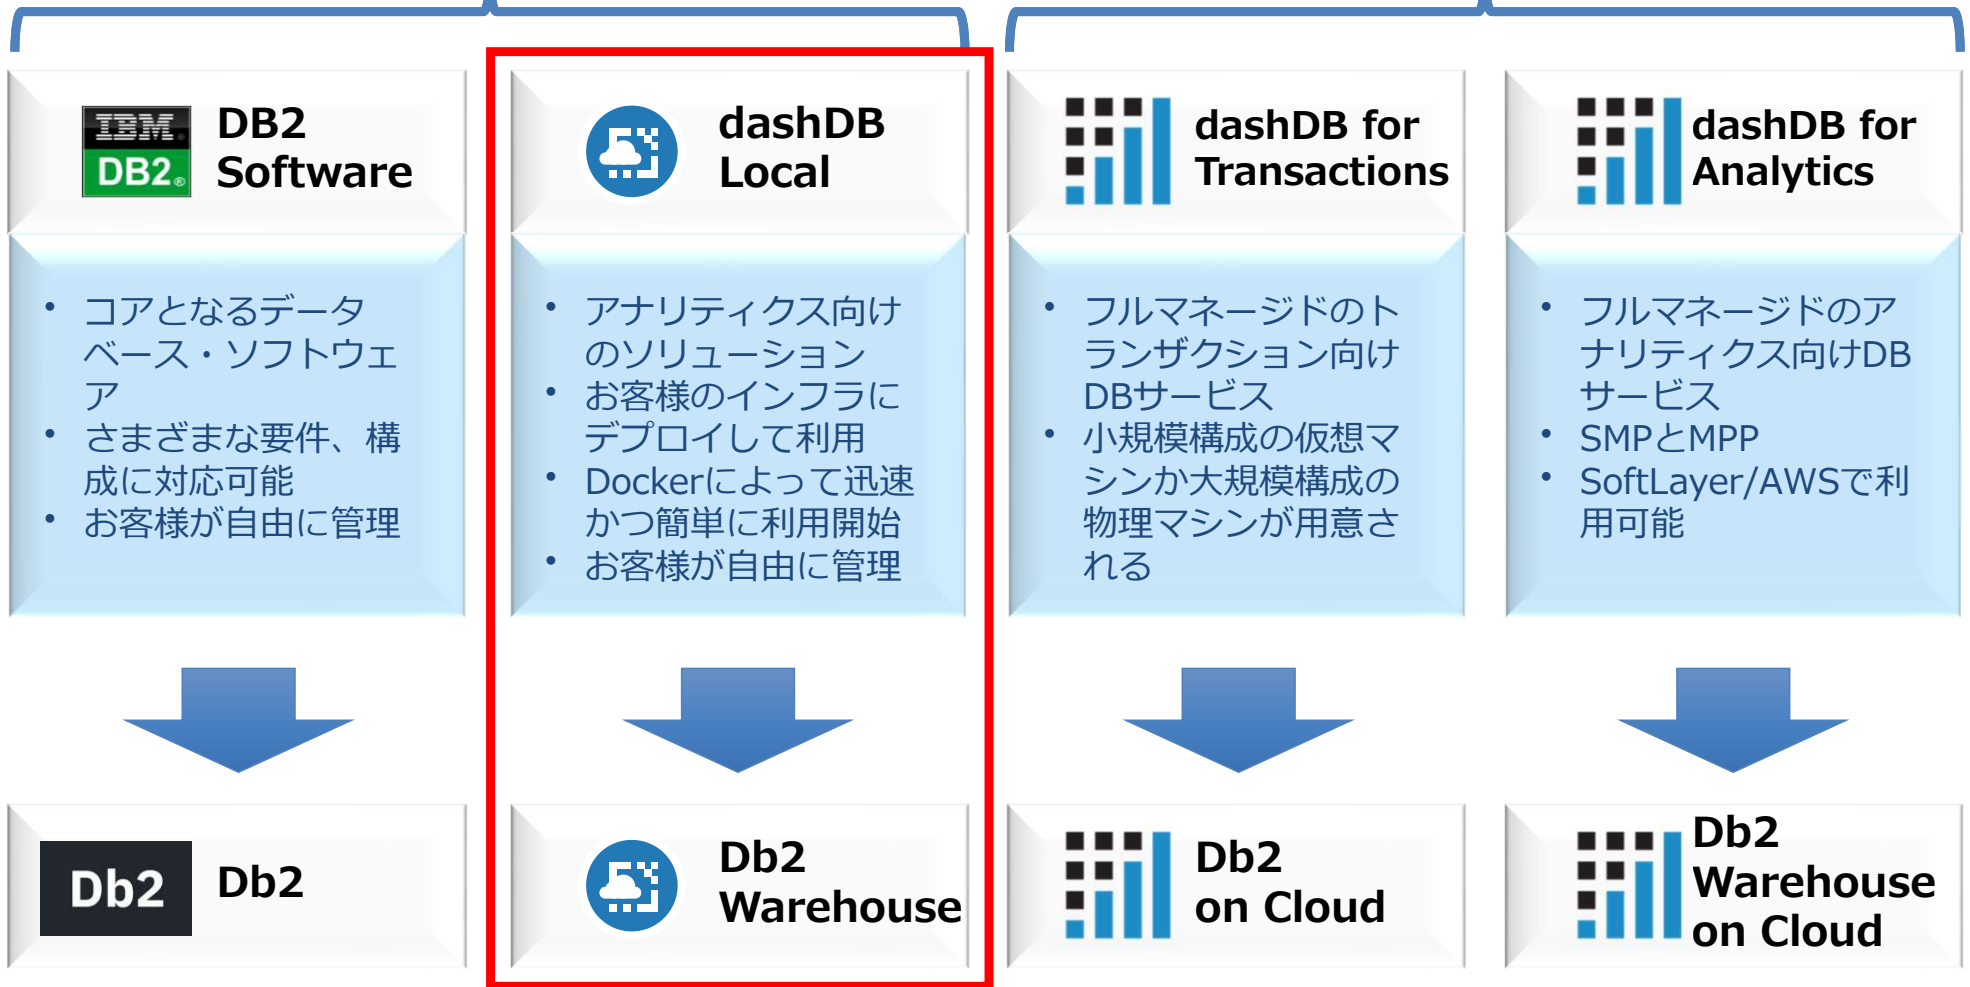 IBM
DB2®
DB2
Software
• コアとなるデータ
ベース・ソフトウェ
ア
• さまざまな要件、構
成に対応可能
• お客様が自由に管理
Db2
Db2
dashDB
Local
• アナリティクス向け
のソリューション
• お客様のインフラに
デプロイして利用
• Dockerによって迅速
かつ簡単に利用開始
• お客様が自由に管理
Db2
Warehouse
dashDB for
Transactions
• フルマネージドのト
ランザクション向け
DBサービス
• 小規模構成の仮想マ
シンか大規模構成の
物理マシンが用意さ
れる
Db2
on Cloud
dashDB for
Analytics
• フルマネージドのア
ナリティクス向けDB
サービス
• SMPとMPP
• SoftLayer/AWSで利
用可能
Db2
Warehouse
on Cloud